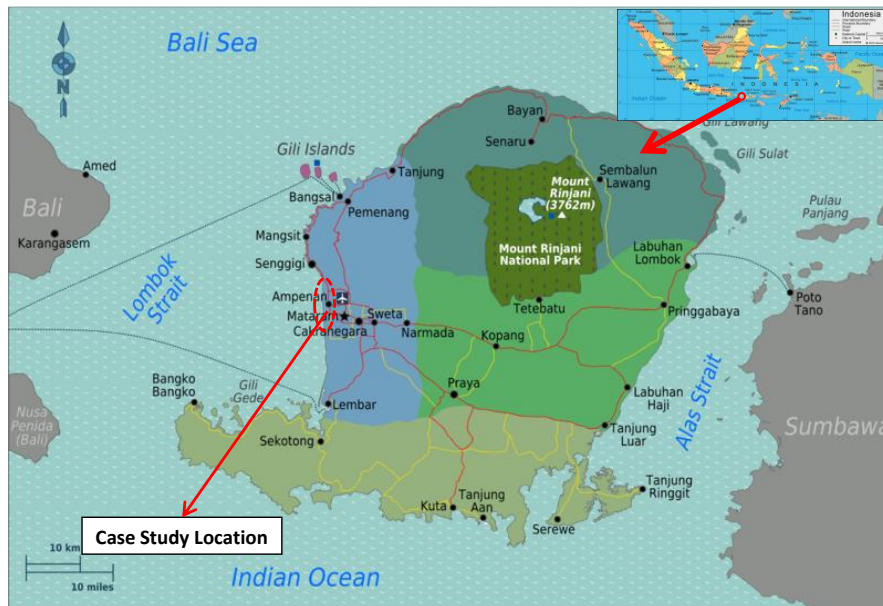 Bali Sea
Indonesia
INDONESIA
Indian Ocean
Gili Lawang
Gili Sulat
Bayan
Senaru
Gili Islands
Tanjung
Amed
Sembalun
Lawang
Mount
Rinjani
(3762m)
Bangsal
Pemenang
Bali
Pulau
Panjang
Karangasem
Mangsit
Mount Rinjani
National Park
Labuhan
Lombok
Senggigi
Lombok
Strait
Ampenan
Poto
Tano
Mataram
Sweta
Tetebatu
Pringgabaya
Cakranegara
Narmada
Kopang
Bangko
Bangko
Gili
Gede
Praya
Labuhan
Haji
Alas Strait
Lembar
Nusa
Penida
(Bali)
Sekotong
Tanjung
Luar
Sumbawa
Kuta
Tanjung
Aan
Serewe
Tanjung
Ringgit
Case Study Location
10 km
10 miles
Indian Ocean